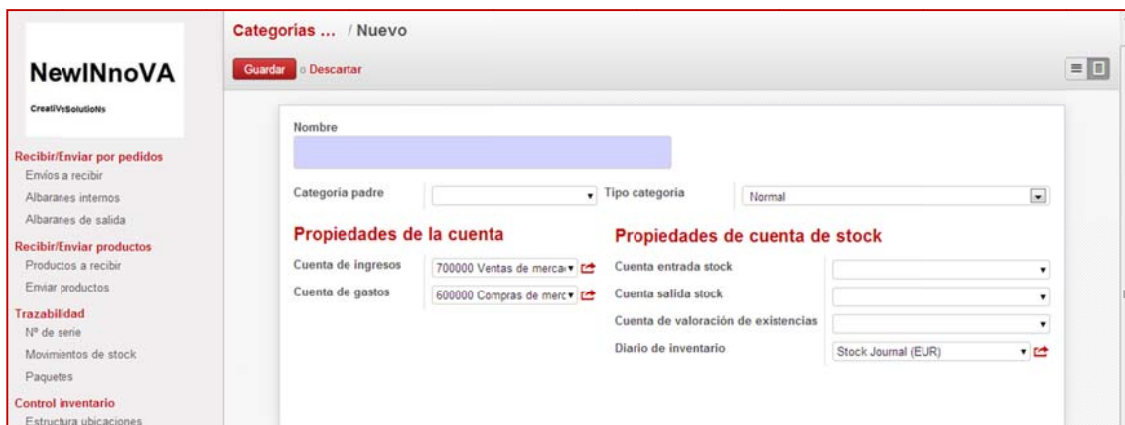 NewINnoVA
CreatiVsSolutioNs
Recibir/Enviar por pedidos
Envíos a recibir
Albaranes internos
Albaranes de salida
Recibir/Enviar productos
Productos a recibir
Enviar productos
Trazabilidad
Nº de serie
Movimientos de stock
Paquetes
Control inventario
Estructura ubicaciones
Categorías ... / Nuevo
Guardar o Descartar
Nombre
Categoría padre
Tipo categoría Normal
Propiedades de la cuenta
Cuenta de ingresos 700000 Ventas de merca
Cuenta de gastos 600000 Compras de merc
Propiedades de cuenta de stock
Cuenta entrada stock
Cuenta salida stock
Cuenta de valoración de existencias
Diario de inventario Stock Journal (EUR)